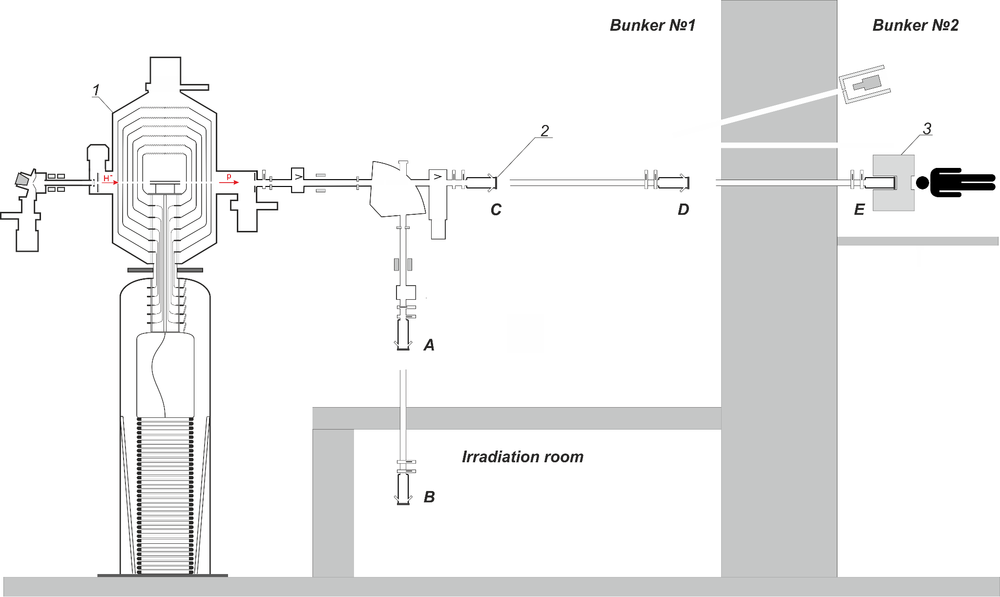 Bunker №1
Bunker №2
1
2
3
H⁻
p
C
D
E
A
Irradiation room
B